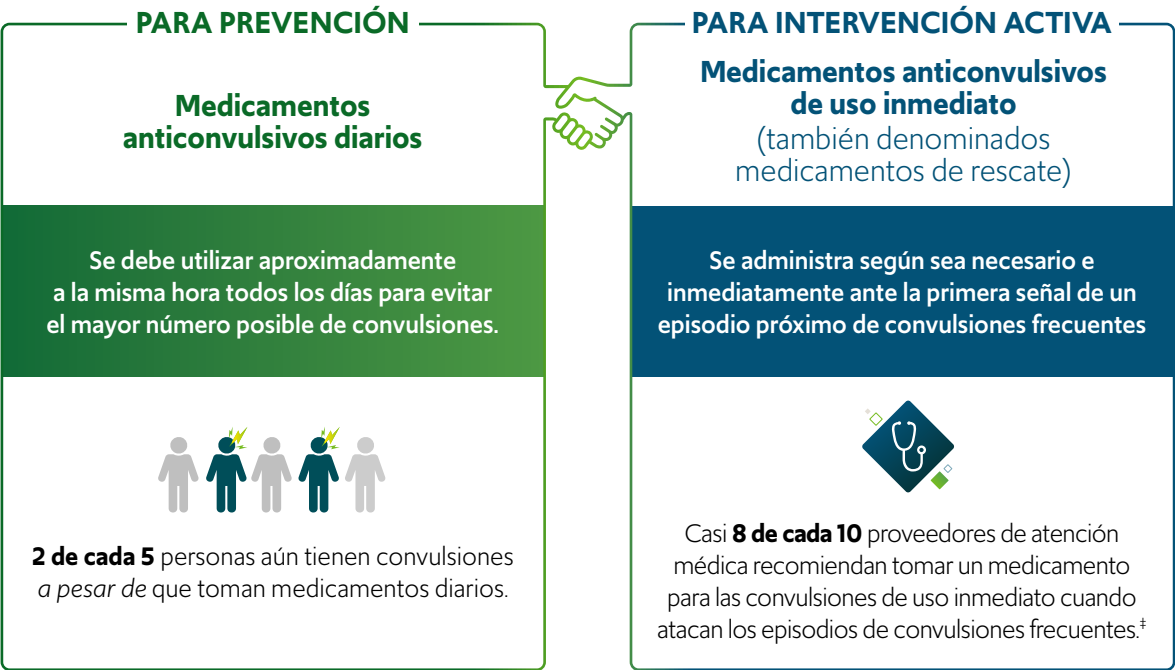 PARA PREVENCIÓN
Medicamentos
anticonvulsivos diarios
Se debe utilizar aproximadamente
a la misma hora todos los días para evitar
el mayor número posible de convulsiones.
2 de cada 5 personas aún tienen convulsiones
a pesar de que toman medicamentos diarios.
PARA INTERVENCIÓN ACTIVA
Medicamentos anticonvulsivos
de uso inmediato
(también denominados
medicamentos de rescate)
Se administra según sea necesario e
inmediatamente ante la primera señal de un
episodio próximo de convulsiones frecuentes
Casi 8 de cada 10 proveedores de atención
médica recomiendan tomar un medicamento
para las convulsiones de uso inmediato cuando
atacan los episodios de convulsiones frecuentes.‡